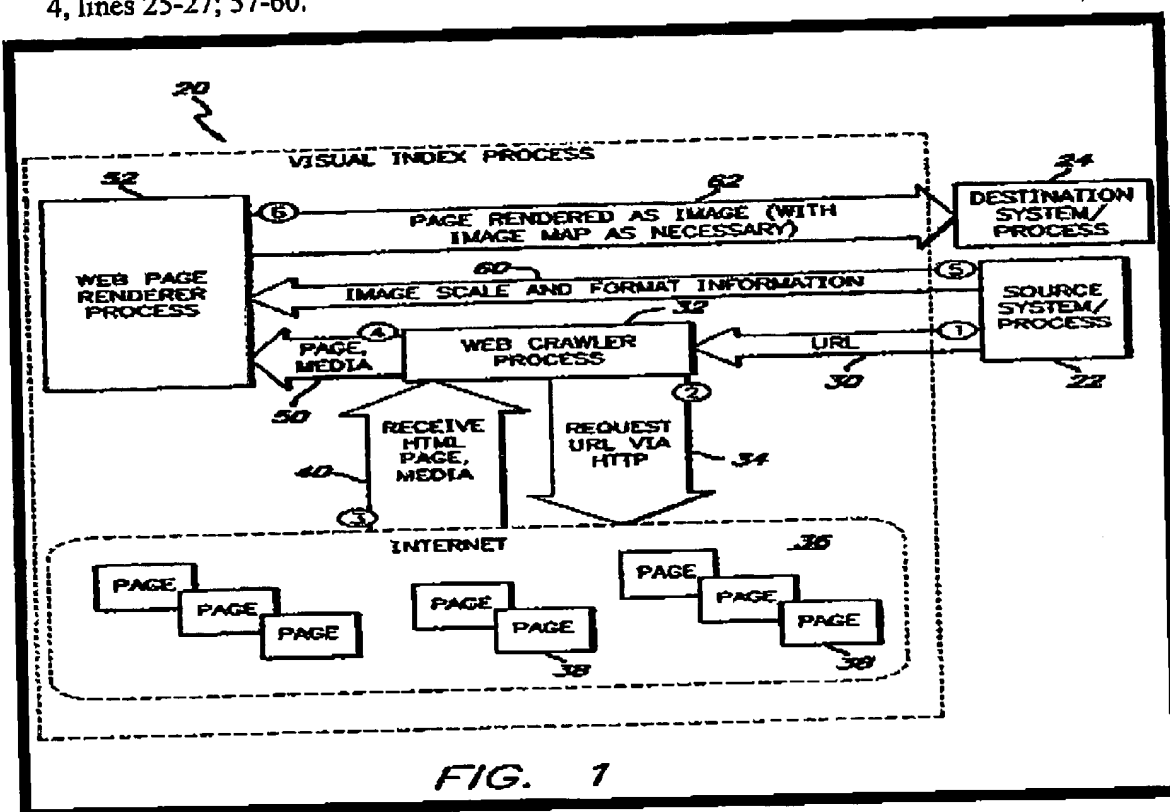 4, lines 25-27;
20
VISUAL INDEX PROCESS
52
62
24
6
PAGE RENDERED AS IMAGE (WITH
IMAGE MAP AS NECESSARY)
DESTINATION
SYSTEM/
PROCESS
60
5
IMAGE SCALE AND FORMAT INFORMATION
WEB PAGE
RENDERER
PROCESS
SOURCE
SYSTEM/
PROCESS
32
4
WEB CRAWLER
PROCESS
1
URL
30
22
PAGE,
MEDIA
50
2
RECEIVE
HTML
PAGE,
MEDIA
REQUEST
URL VIA
HTTP
40
34
3
INTERNET
36
PAGE
PAGE
PAGE
PAGE
PAGE
38
PAGE
PAGE
PAGE
38
FIG. 1